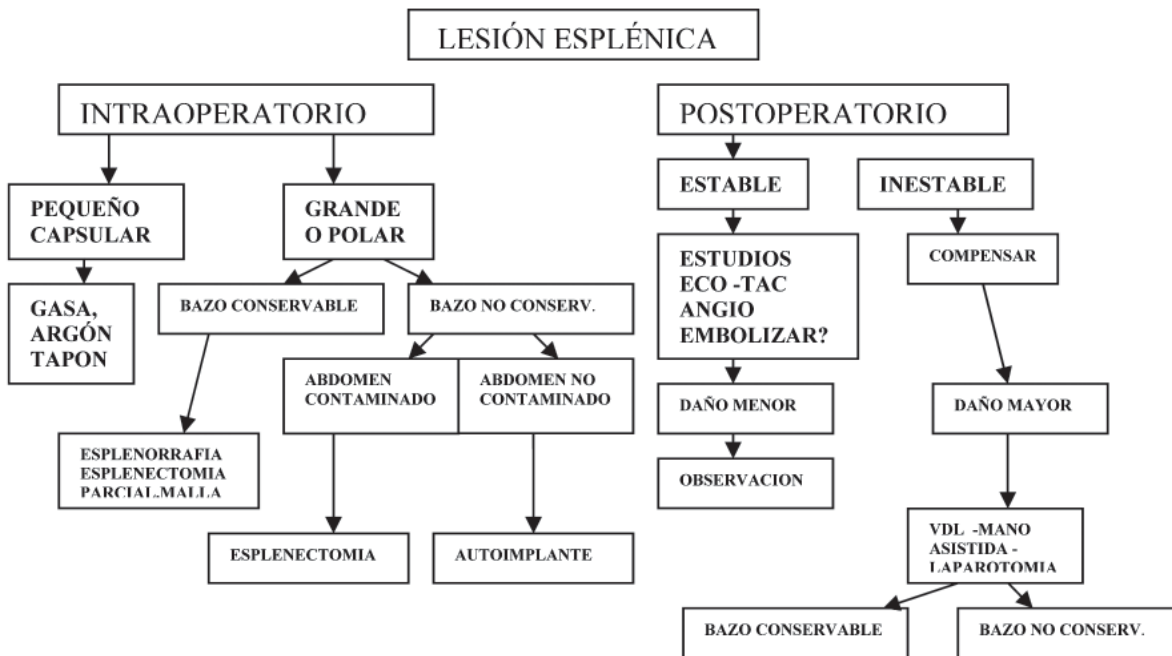 LESIÓN ESPLÉNICA
INTRAOPERATORIO
POSTOPERATORIO
PEQUEÑO
CAPSULAR
GRANDE
O POLAR
ESTABLE
INESTABLE
GASA,
ARGÓN
TAPON
BAZO CONSERVABLE
BAZO NO CONSERV.
ESTUDIOS
ECO -TAC
ANGIO
EMBOLIZAR?
COMPENSAR
ABDOMEN
CONTAMINADO
ABDOMEN NO
CONTAMINADO
DAÑO MENOR
DAÑO MAYOR
ESPLENORRAFIA
ESPLENECTOMIA
PARCIAL.MALLA
OBSERVACION
ESPLENECTOMIA
AUTOIMPLANTE
VDL -MANO
ASISTIDA -
LAPAROTOMIA
BAZO CONSERVABLE
BAZO NO CONSERV.